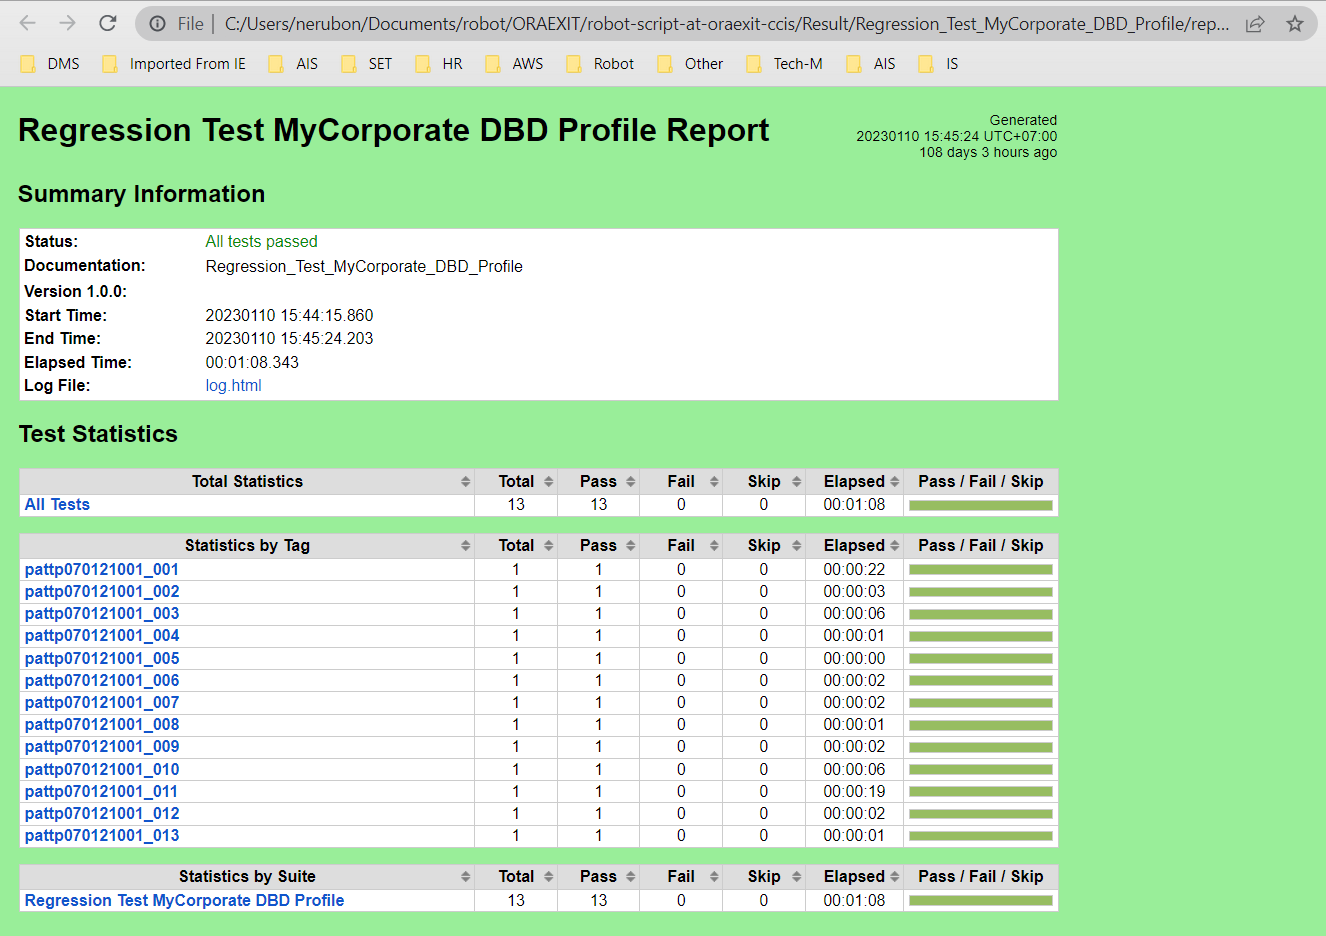 File | C:/Users/nerubon/Documents/robot/ORAEXIT/robot-script-at-oraexit-ccis/Result/Regression_Test_MyCorporate_DBD_Profile/rep...
DMS Imported From IE AIS SET HR AWS Robot Other Tech-M AIS IS
Regression Test MyCorporate DBD Profile Report
Generated
20230110 15:45:24 UTC+07:00
108 days 3 hours ago
Summary Information
Status: All tests passed
Documentation: Regression_Test_MyCorporate_DBD_Profile
Version 1.0.0:
Start Time: 20230110 15:44:15.860
End Time: 20230110 15:45:24.203
Elapsed Time: 00:01:08.343
Log File: log.html
Test Statistics
Total Statistics Total Pass Fail Skip Elapsed Pass / Fail / Skip
All Tests 13 13 0 0 00:01:08
Statistics by Tag Total Pass Fail Skip Elapsed Pass / Fail / Skip
pattp070121001_001 1 1 0 0 00:00:22
pattp070121001_002 1 1 0 0 00:00:03
pattp070121001_003 1 1 0 0 00:00:06
pattp070121001_004 1 1 0 0 00:00:01
pattp070121001_005 1 1 0 0 00:00:00
pattp070121001_006 1 1 0 0 00:00:02
pattp070121001_007 1 1 0 0 00:00:02
pattp070121001_008 1 1 0 0 00:00:01
pattp070121001_009 1 1 0 0 00:00:02
pattp070121001_010 1 1 0 0 00:00:06
pattp070121001_011 1 1 0 0 00:00:19
pattp070121001_012 1 1 0 0 00:00:02
pattp070121001_013 1 1 0 0 00:00:01
Statistics by Suite Total Pass Fail Skip Elapsed Pass / Fail / Skip
Regression Test MyCorporate DBD Profile 13 13 0 0 00:01:08